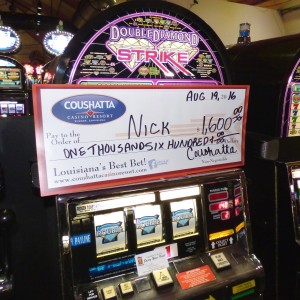 DOUBLE DIAMOND
STRIKE
COUSHATTA
CASINO • RESORT
AUG 19, 16
Pay to the
Order of
NICK
1,600.00
ONE THOUSAND SIX HUNDRED &
Coushatta
Louisiana's Best Bet!
www.coushattacasinoresort.com